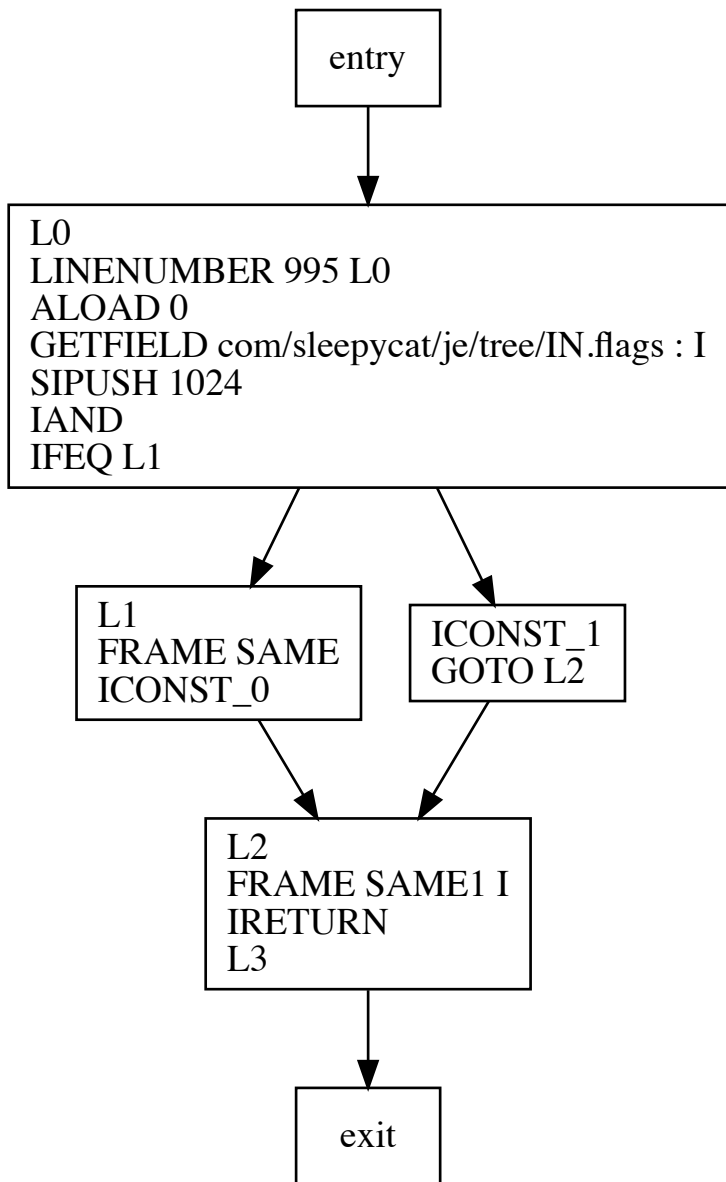 entry
L0
LINENUMBER 995 L0
ALOAD 0
GETFIELD com/sleepycat/je/tree/IN.flags : I
SIPUSH 1024
IAND
IFEQ L1
L1
FRAME SAME
ICONST_0
ICONST_1
GOTO L2
L2
FRAME SAME1 I
IRETURN
L3
exit